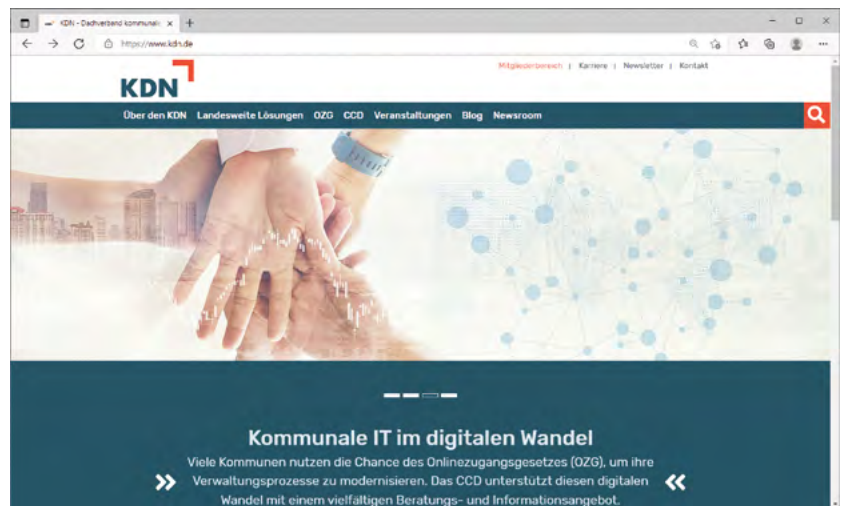 KDN - Dachverband kommunale
https://www.kdn.de
Mitgliederbereich | Karriere | Newsletter | Kontakt
KDN
Über den KDN Landesweite Lösungen OZG CCD Veranstaltungen Blog Newsroom
Kommunale IT im digitalen Wandel
Viele Kommunen nutzen die Chance des Onlinezugangsgesetzes (OZG), um ihre
Verwaltungsprozesse zu modernisieren. Das CCD unterstützt diesen digitalen
Wandel mit einem vielfältigen Beratungs- und Informationsangebot.